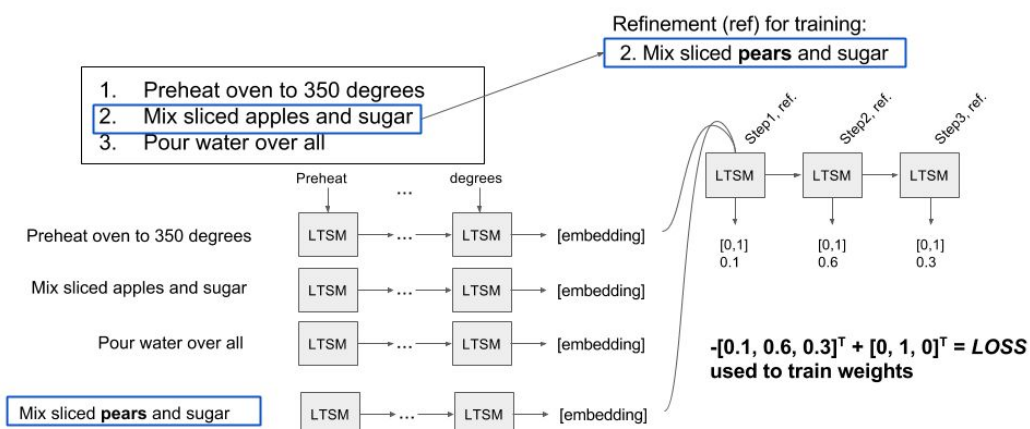 Refinement (ref) for training:
2. Mix sliced pears and sugar
1. Preheat oven to 350 degrees
2. Mix sliced apples and sugar
3. Pour water over all
Step1, ref.
Step2, ref.
Step3, ref.
LTSM
LTSM
LTSM
[0,1]
0.1
[0,1]
0.6
[0,1]
0.3
Preheat
...
degrees
Preheat oven to 350 degrees
LTSM
...
LTSM
[embedding]
Mix sliced apples and sugar
LTSM
...
LTSM
[embedding]
Pour water over all
LTSM
...
LTSM
[embedding]
Mix sliced pears and sugar
LTSM
...
LTSM
[embedding]
-[0.1, 0.6, 0.3]ᵀ + [0, 1, 0]ᵀ = LOSS
used to train weights